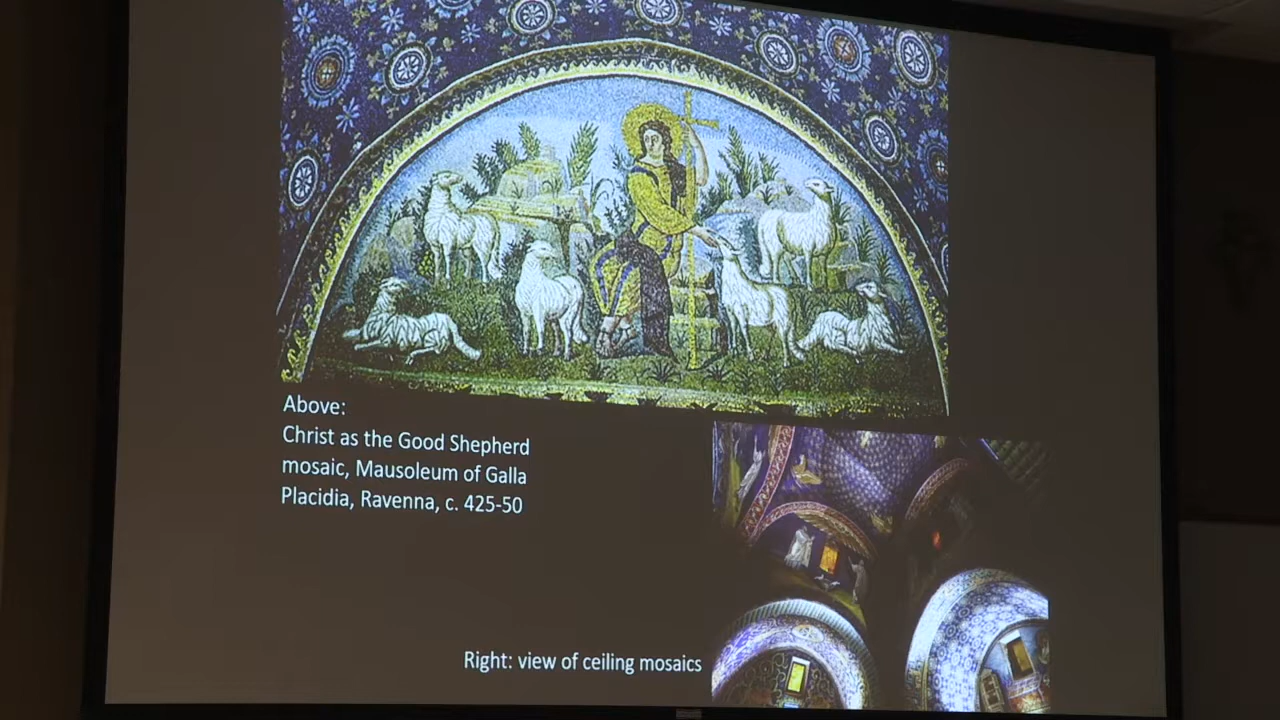 Above:
Christ as the Good Shepherd
mosaic, Mausoleum of Galla
Placidia, Ravenna, c. 425-50
Right: view of ceiling mosaics